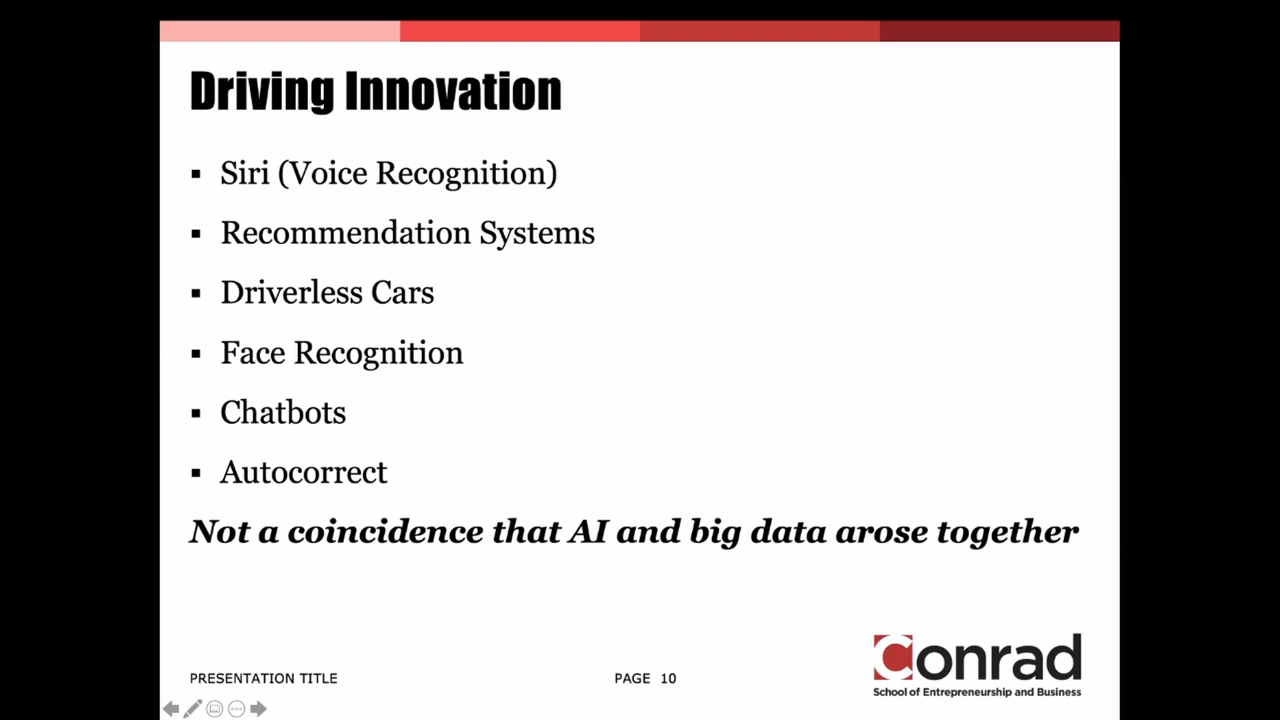 Driving Innovation
▪ Siri (Voice Recognition)
▪ Recommendation Systems
▪ Driverless Cars
▪ Face Recognition
▪ Chatbots
▪ Autocorrect
Not a coincidence that AI and big data arose together
PRESENTATION TITLE
PAGE 10
Conrad
School of Entrepreneurship and Business